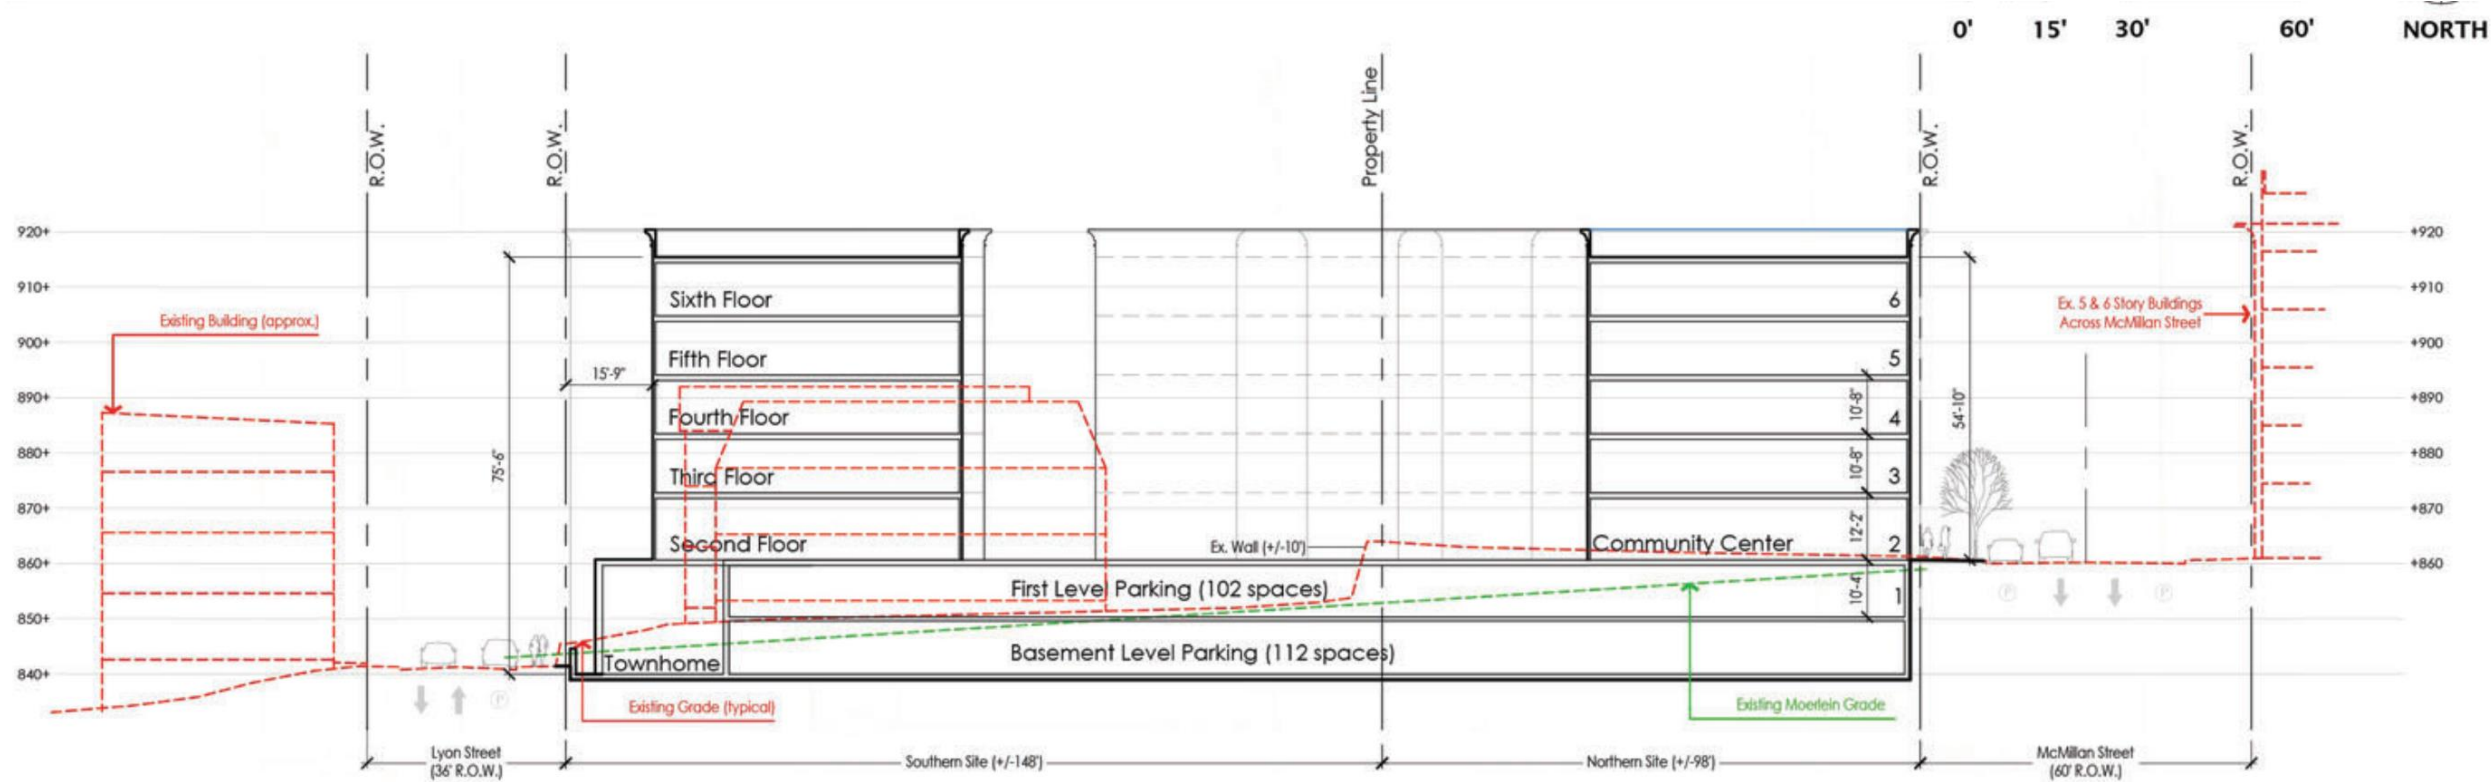 0' 15' 30' 60' NORTH
R.O.W.
R.O.W.
Property Line
R.O.W.
R.O.W.
920+
910+
900+
890+
880+
870+
860+
850+
840+
+920
+910
+900
+890
+880
+870
+860
Existing Building (approx.)
75'-6"
15'-9"
Sixth Floor
Fifth Floor
Fourth Floor
Third Floor
Second Floor
Townhome
Ex. Wall (+/-10')
First Level Parking (102 spaces)
Basement Level Parking (112 spaces)
Community Center
6
5
4
3
2
1
10'-8"
10'-8"
12'-2"
10'-4"
54'-10"
Ex. 5 & 6 Story Buildings
Across McMillan Street
P
P
P
Existing Grade (typical)
Existing Moerlein Grade
Lyon Street
(36' R.O.W.)
Southern Site (+/-148')
Northern Site (+/-98')
McMillan Street
(60' R.O.W.)